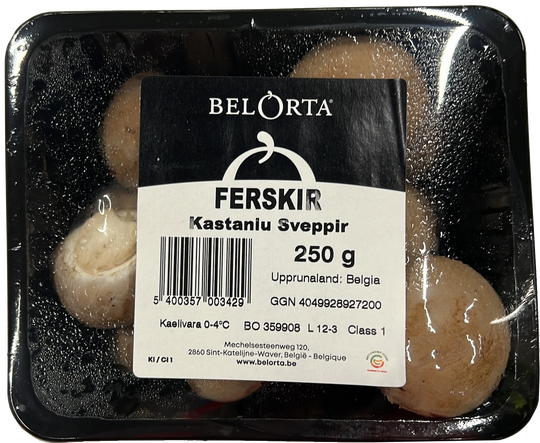 BELORTA®
FERSKIR
Kastaniu Sveppir
250 g
Upprunaland: Belgia
5 400357 003429
GGN 4049928927200
Kaelivara 0-4°C BO 359908 L 12-3 Class 1
Mechelsesteenweg 120,
2860 Sint-Katelijne-Waver, België - Belgique
KI / Cl 1
www.belorta.be